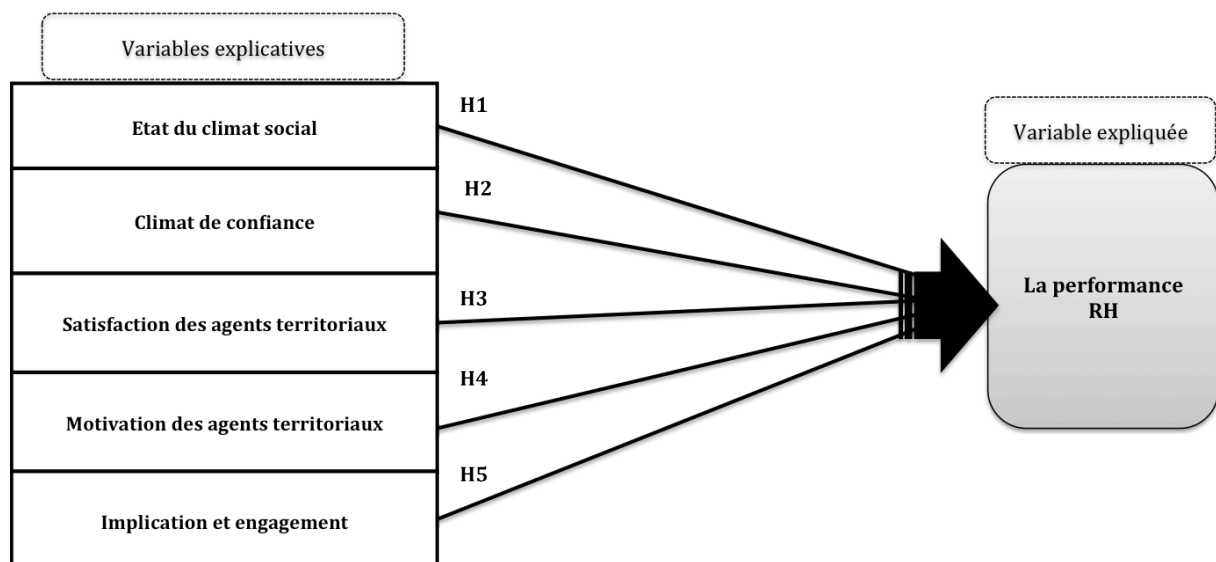 Variables explicatives
Etat du climat social
Climat de confiance
Satisfaction des agents territoriaux
Motivation des agents territoriaux
Implication et engagement
H1
H2
H3
H4
H5
Variable expliquée
La performance
RH